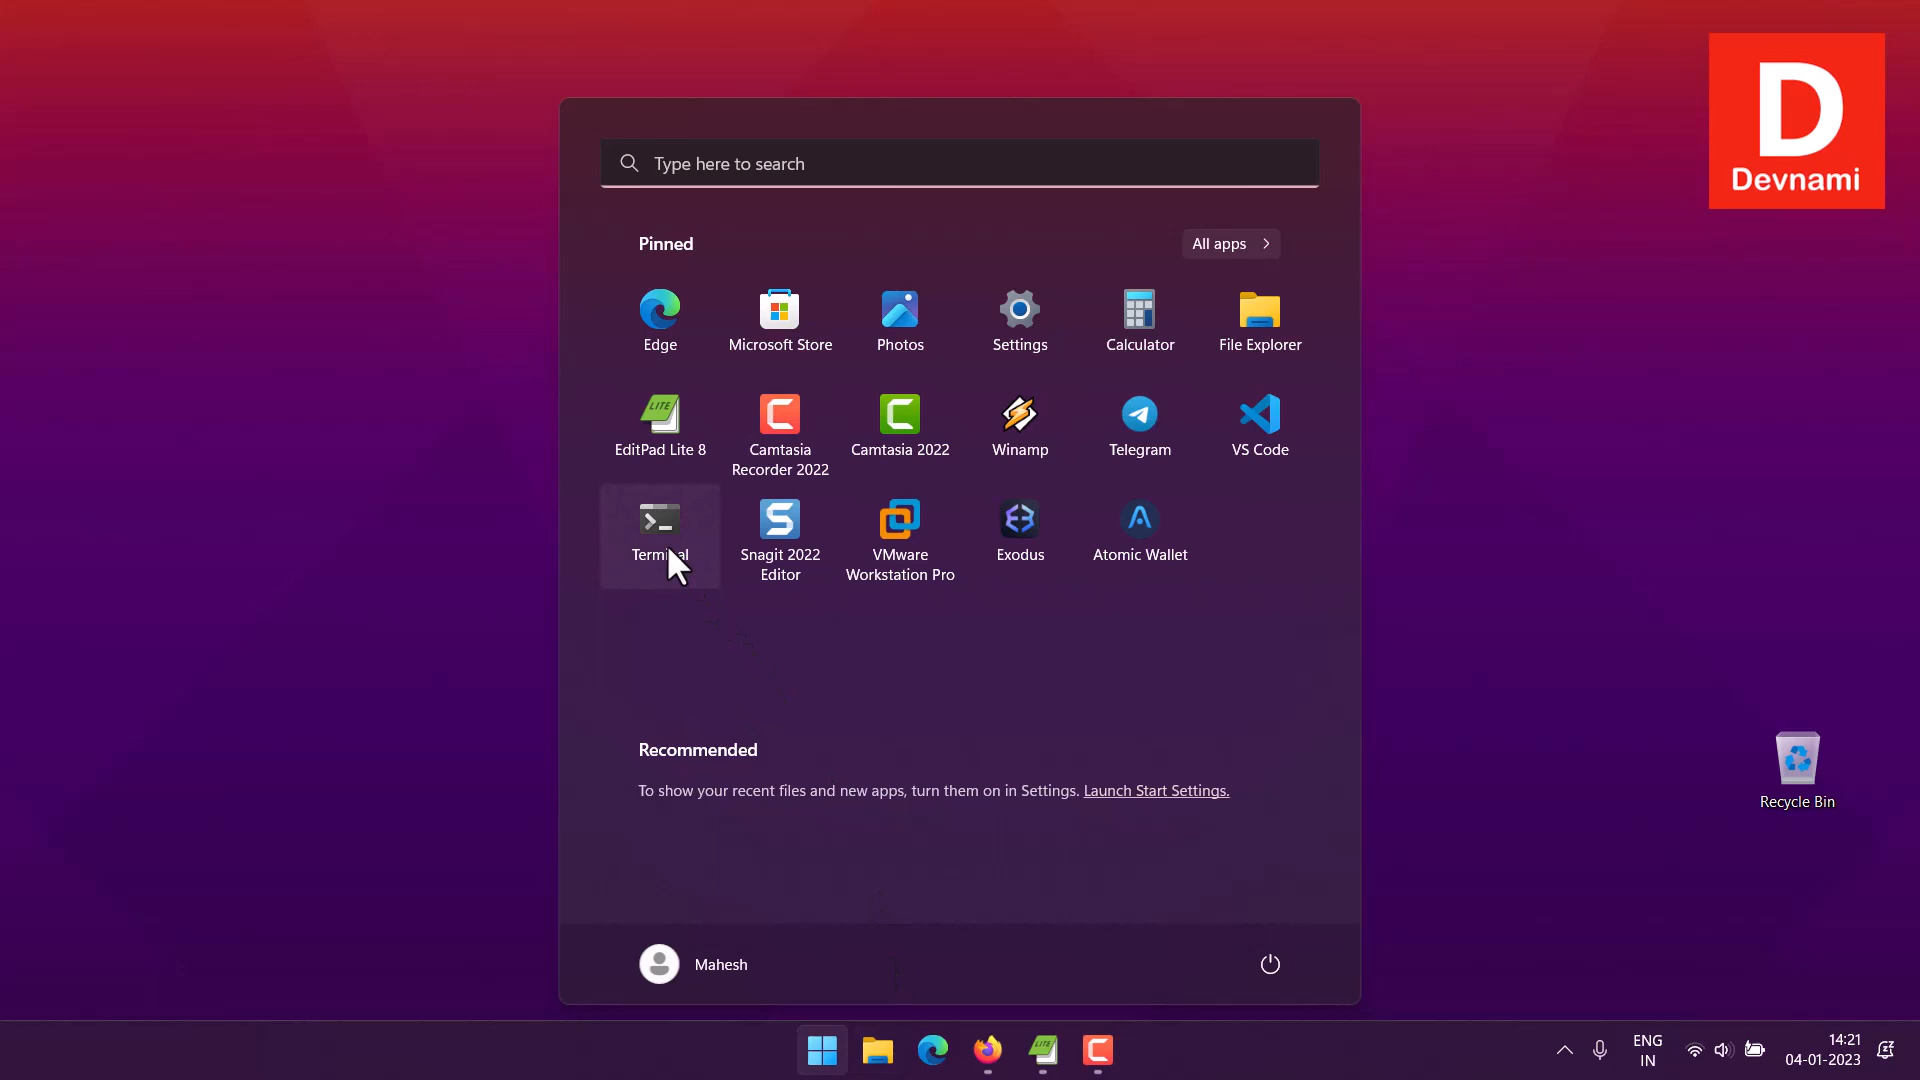 D
Devnami
Type here to search
Pinned
All apps
Edge
Microsoft Store
Photos
Settings
Calculator
File Explorer
LITE
EditPad Lite 8
Camtasia
Recorder 2022
Camtasia 2022
Winamp
Telegram
VS Code
Terminal
Snagit 2022
Editor
VMware
Workstation Pro
Exodus
Atomic Wallet
Recommended
To show your recent files and new apps, turn them on in Settings. Launch Start Settings.
Recycle Bin
Mahesh
LITE
ENG
IN
14:21
04-01-2023